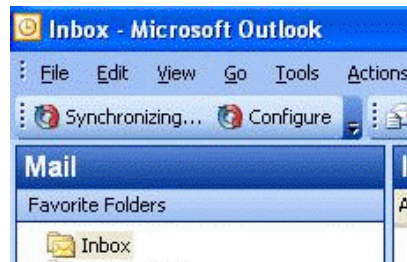 Inbox - Microsoft Outlook
File Edit View Go Tools Actions
Synchronizing... Configure
Mail
Favorite Folders
Inbox